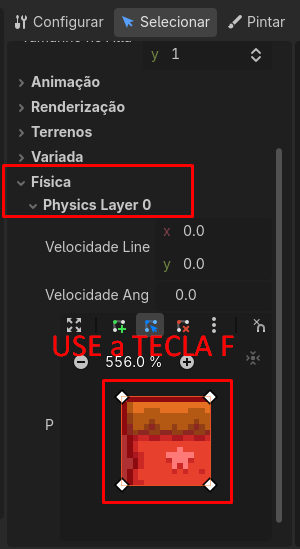 Configurar Selecionar Pintar
y 1
Animação
Renderização
Terrenos
Variada
Física
Physics Layer 0
x 0.0
Velocidade Line
y 0.0
Velocidade Ang 0.0
USE a TECLA F
556.0 %
P